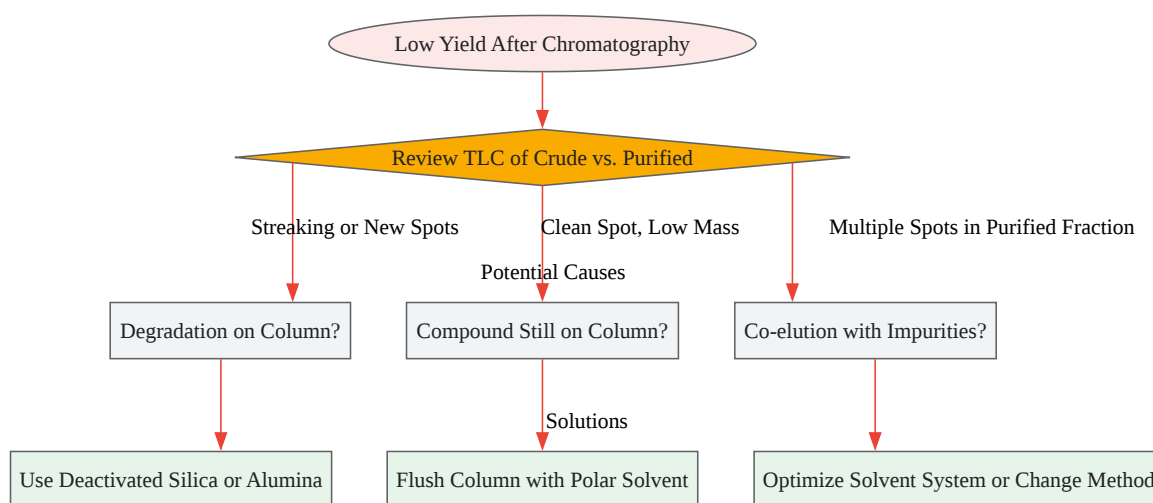 Low Yield After Chromatography
Review TLC of Crude vs. Purified
Streaking or New Spots
Clean Spot, Low Mass
Multiple Spots in Purified Fraction
Potential Causes
Degradation on Column?
Compound Still on Column?
Co-elution with Impurities?
Solutions
Use Deactivated Silica or Alumina
Flush Column with Polar Solvent
Optimize Solvent System or Change Method